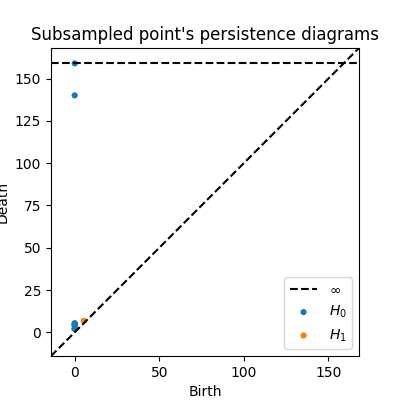 Subsampled point's persistence diagrams
150
125
100
75
50
25
0
Death
0 50 100 150
Birth
∞
H₀
H₁